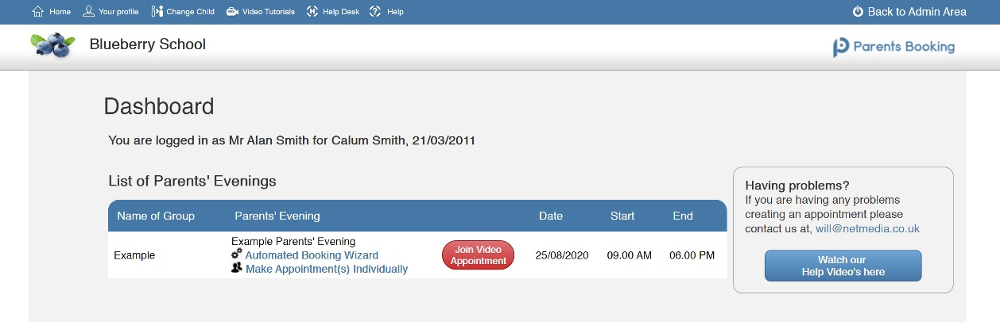 Home Your profile Change Child Video Tutorials Help Desk Help Back to Admin Area
Blueberry School
Parents Booking
Dashboard
You are logged in as Mr Alan Smith for Calum Smith, 21/03/2011
List of Parents' Evenings
Name of Group Parents' Evening Date Start End
Example Parents' Evening
Example Automated Booking Wizard Join Video Appointment 25/08/2020 09.00 AM 06.00 PM
Make Appointment(s) Individually
Having problems?
If you are having any problems
creating an appointment please
contact us at, will@netmedia.co.uk
Watch our
Help Video's here